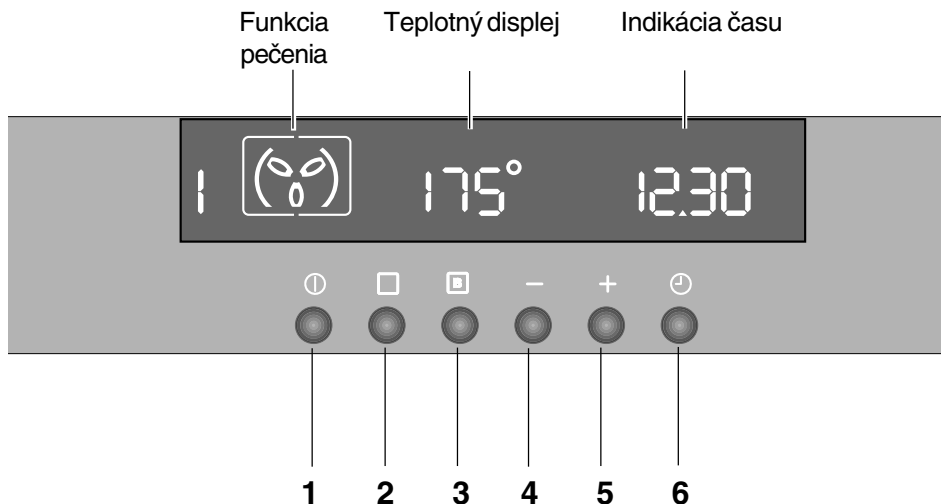 Funkcia pečenia
Teplotný displej
Indikácia času
1 175° 12.30
B − +
1 2 3 4 5 6